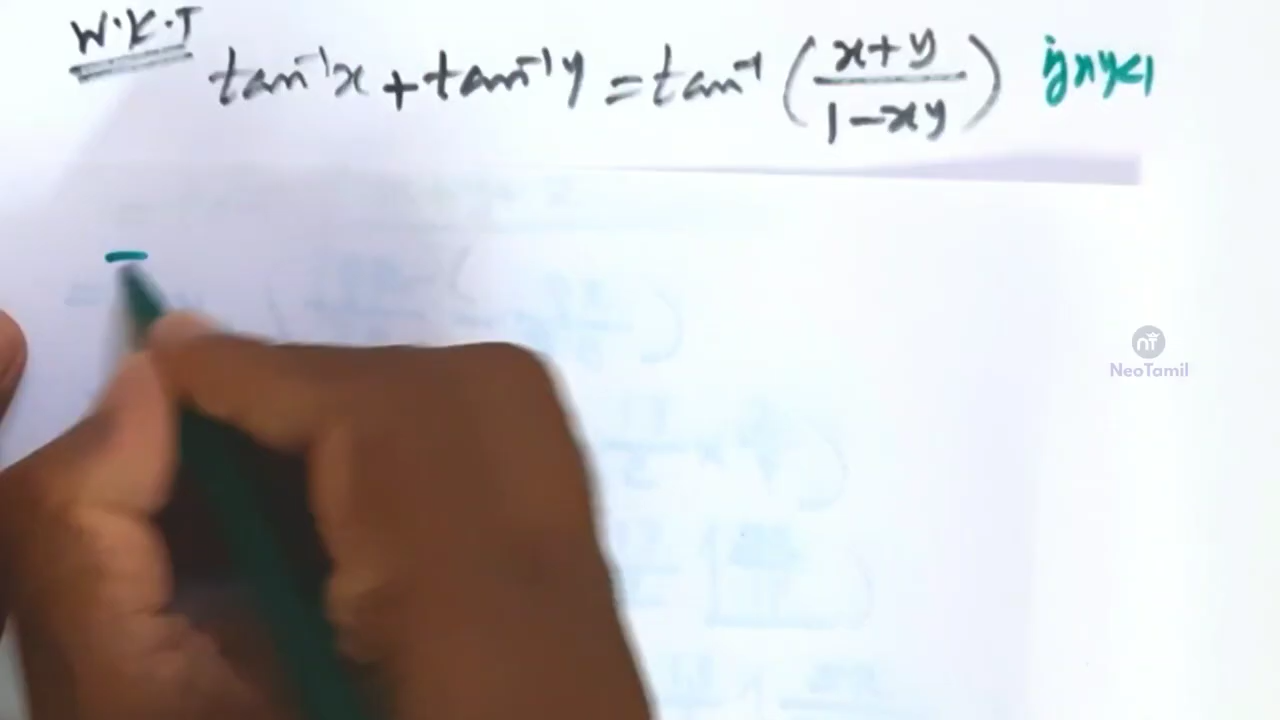 W.K.T
tan⁻¹x + tan⁻¹y = tan⁻¹ (x+y / 1-xy) if xy<1
NeoTamil